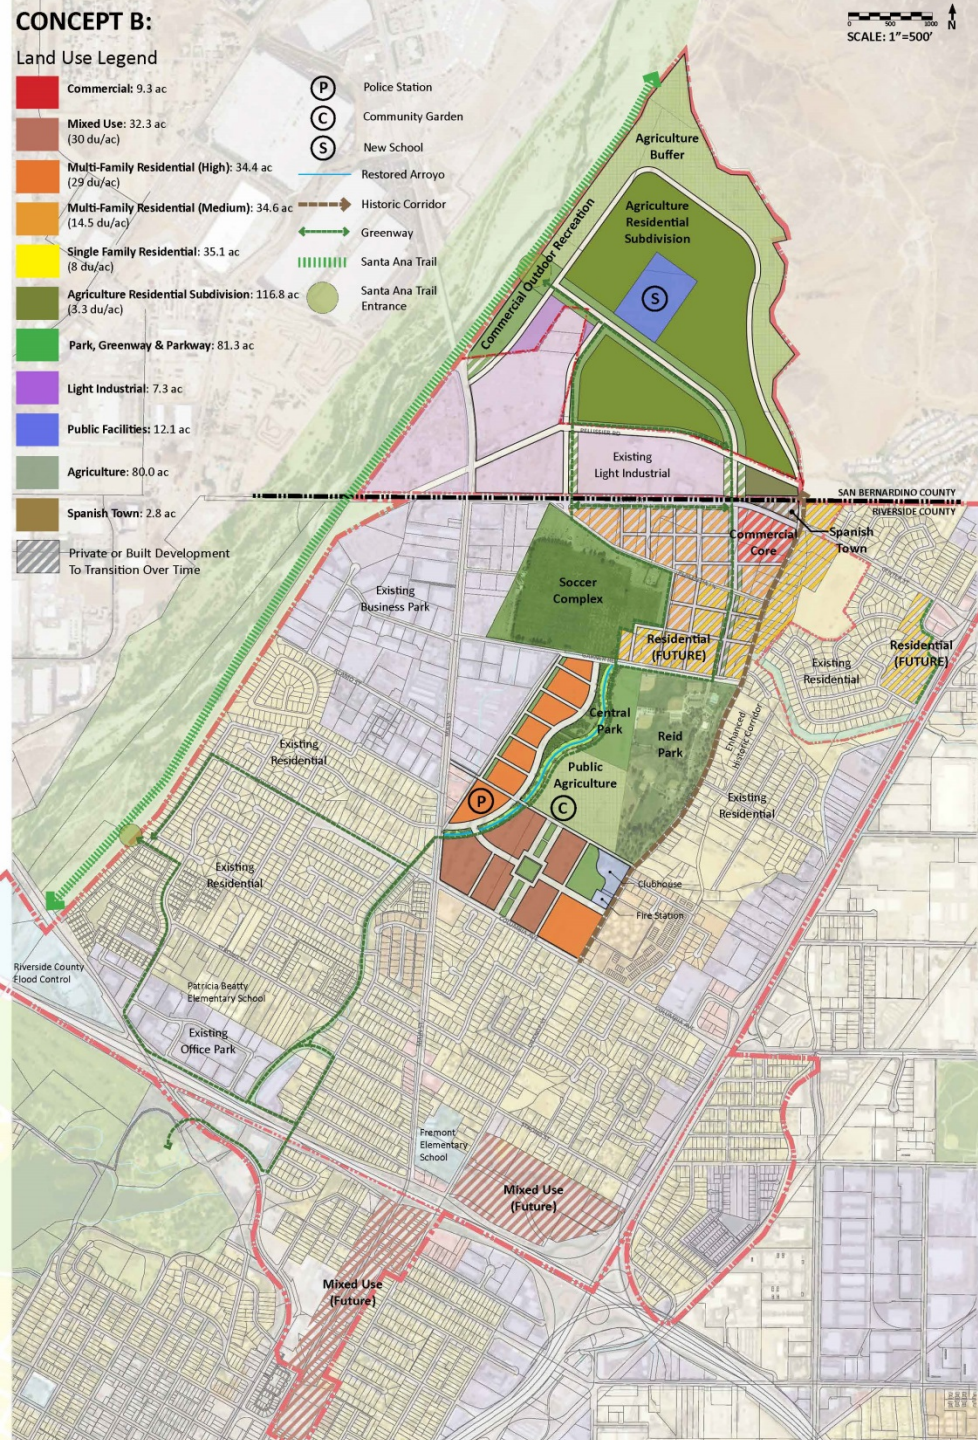 CONCEPT B:
Land Use Legend
Commercial: 9.3 ac
Mixed Use: 32.3 ac
(30 du/ac)
Multi-Family Residential (High): 34.4 ac
(29 du/ac)
Multi-Family Residential (Medium): 34.6 ac
(14.5 du/ac)
Single Family Residential: 35.1 ac
(8 du/ac)
Agriculture Residential Subdivision: 116.8 ac
(3.3 du/ac)
Park, Greenway & Parkway: 81.3 ac
Light Industrial: 7.3 ac
Public Facilities: 12.1 ac
Agriculture: 80.0 ac
Spanish Town: 2.8 ac
Private or Built Development
To Transition Over Time
P Police Station
C Community Garden
S New School
Restored Arroyo
Historic Corridor
Greenway
Santa Ana Trail
Santa Ana Trail
Entrance
0 500 1000
SCALE: 1"=500'
N
Agriculture
Buffer
Agriculture
Residential
Subdivision
S
Commercial Outdoor Recreation
PELLISSIER RD
Existing
Light Industrial
SAN BERNARDINO COUNTY
RIVERSIDE COUNTY
Commercial
Core
Spanish
Town
Soccer
Complex
Existing
Business Park
Residential
(FUTURE)
Existing
Residential
Residential
(FUTURE)
Central
Park
Reid
Park
Enhanced
Historic Corridor
Public
Agriculture
P
C
Existing
Residential
Existing
Residential
Existing
Residential
Clubhouse
Fire Station
Riverside County
Flood Control
Patricia Beatty
Elementary School
Existing
Office Park
COLUMBIA AVE
Fremont
Elementary
School
Mixed Use
(Future)
Mixed Use
(Future)